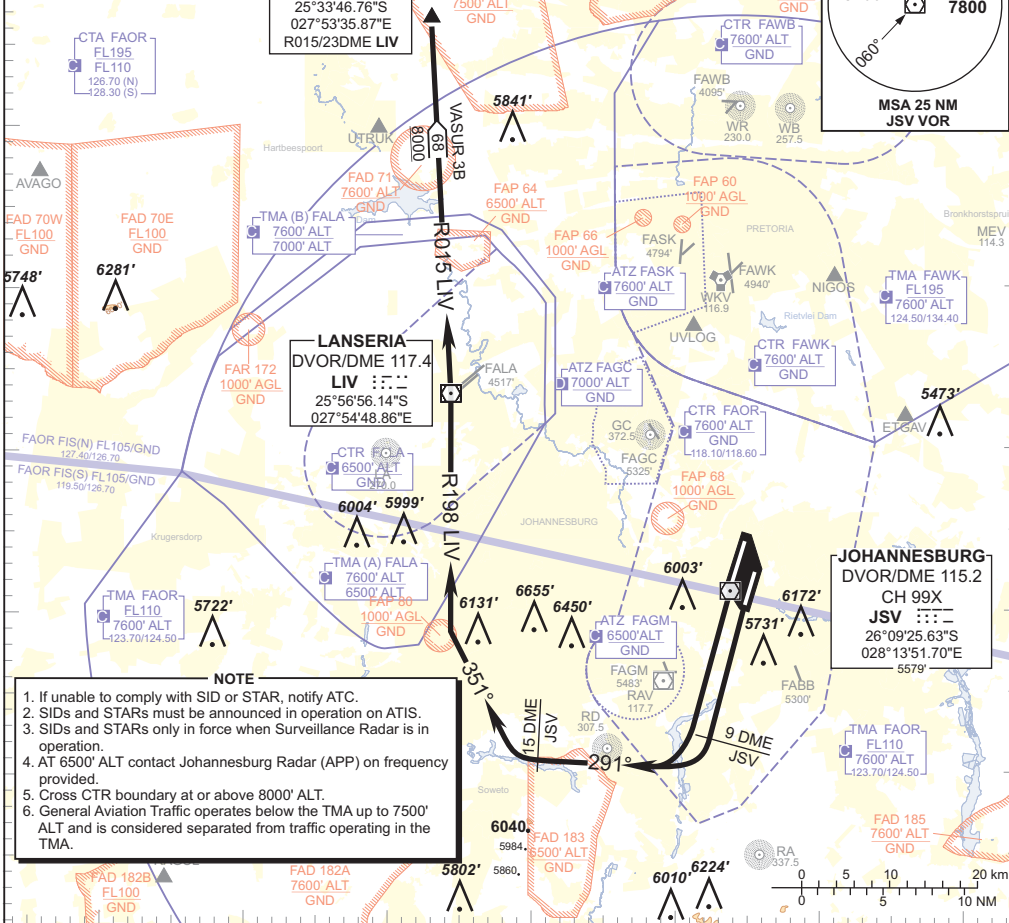 25°33'46.76"S
027°53'35.87"E
R015/23DME LIV
7500' ALT
GND
GND
7800
060°
MSA 25 NM
JSV VOR
CTA FAOR
FL195
FL110
126.70 (N)
128.30 (S)
C
CTR FAWB
7600' ALT
GND
C
FAWB
4095'
WR
230.0
WB
257.5
5841'
UTRUK
Hartbeespoort
VASUR 3B
68
8000
AVAGO
FAD 71
7600' ALT
GND
FAP 64
6500' ALT
GND
FAP 60
1000' AGL
GND
FAD 70W
FL100
GND
FAD 70E
FL100
GND
TMA (B) FALA
7600' ALT
7000' ALT
C
Dam
R015 LIV
FAP 66
1000' AGL
GND
FASK
4794'
PRETORIA
Bronkhorstspruit
MEV
114.3
5748'
6281'
ATZ FASK
7600' ALT
GND
C
FAWK
4940'
WKV
116.9
NIGOS
TMA FAWK
FL195
7600' ALT
124.50/134.40
C
UVLOG
Rietvlei Dam
FAR 172
1000' AGL
GND
LANSERIA
DVOR/DME 117.4
LIV
25°56'56.14"S
027°54'48.86"E
FALA
4517'
ATZ FAGC
7000' ALT
GND
D
CTR FAWK
7600' ALT
GND
C
5473'
ETGAV
GC
372.5
FAGC
5325'
CTR FAOR
7600' ALT
GND
118.10/118.60
C
FAOR FIS(N) FL105/GND
127.40/126.70
FAOR FIS(S) FL105/GND
119.50/126.70
CTR FALA
6500' ALT
GND
C
R198 LIV
FAP 68
1000' AGL
GND
6004'
5999'
JOHANNESBURG
Krugersdorp
TMA (A) FALA
7600' ALT
6500' ALT
C
TMA FAOR
FL110
7600' ALT
123.70/124.50
C
5722'
FAP 80
1000' AGL
GND
6131'
6655'
6450'
6003'
6172'
5731'
JOHANNESBURG
DVOR/DME 115.2
CH 99X
JSV
26°09'25.63"S
028°13'51.70"E
5579'
ATZ FAGM
6500'ALT
GND
C
FAGM
5483'
RAV
117.7
FABB
5300'
351°
15 DME
JSV
RD
307.5
291°
9 DME
JSV
TMA FAOR
FL110
7600' ALT
123.70/124.50
C
Soweto
NOTE
1. If unable to comply with SID or STAR, notify ATC.
2. SIDs and STARs must be announced in operation on ATIS.
3. SIDs and STARs only in force when Surveillance Radar is in
operation.
4. AT 6500' ALT contact Johannesburg Radar (APP) on frequency
provided.
5. Cross CTR boundary at or above 8000' ALT.
6. General Aviation Traffic operates below the TMA up to 7500'
ALT and is considered separated from traffic operating in the
TMA.
6040
5984
5860
FAD 183
6500' ALT
GND
FAD 185
7600' ALT
GND
FAD 182B
FL100
GND
FAD 182A
7600' ALT
GND
5802'
6010'
6224'
RA
337.5
0 5 10 20 km
0 5 10 NM